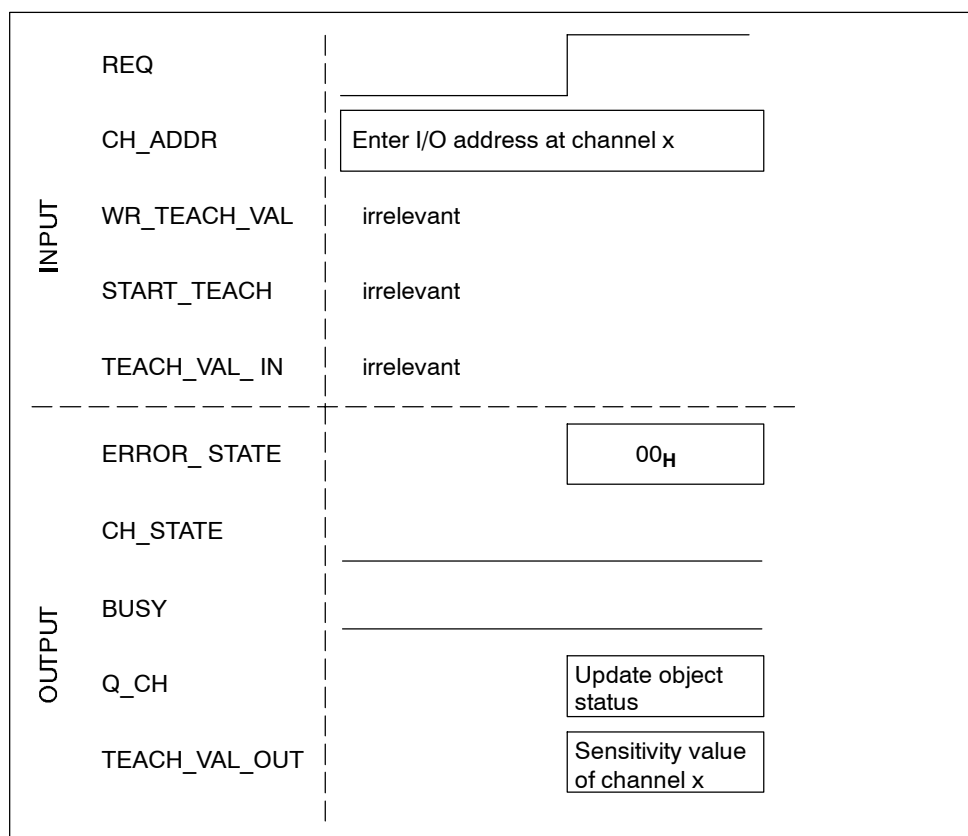 REQ
CH_ADDR
Enter I/O address at channel x
WR_TEACH_VAL
irrelevant
START_TEACH
irrelevant
TEACH_VAL_ IN
irrelevant
INPUT
ERROR_ STATE
00H
CH_STATE
BUSY
Q_CH
Update object
status
TEACH_VAL_OUT
Sensitivity value
of channel x
OUTPUT